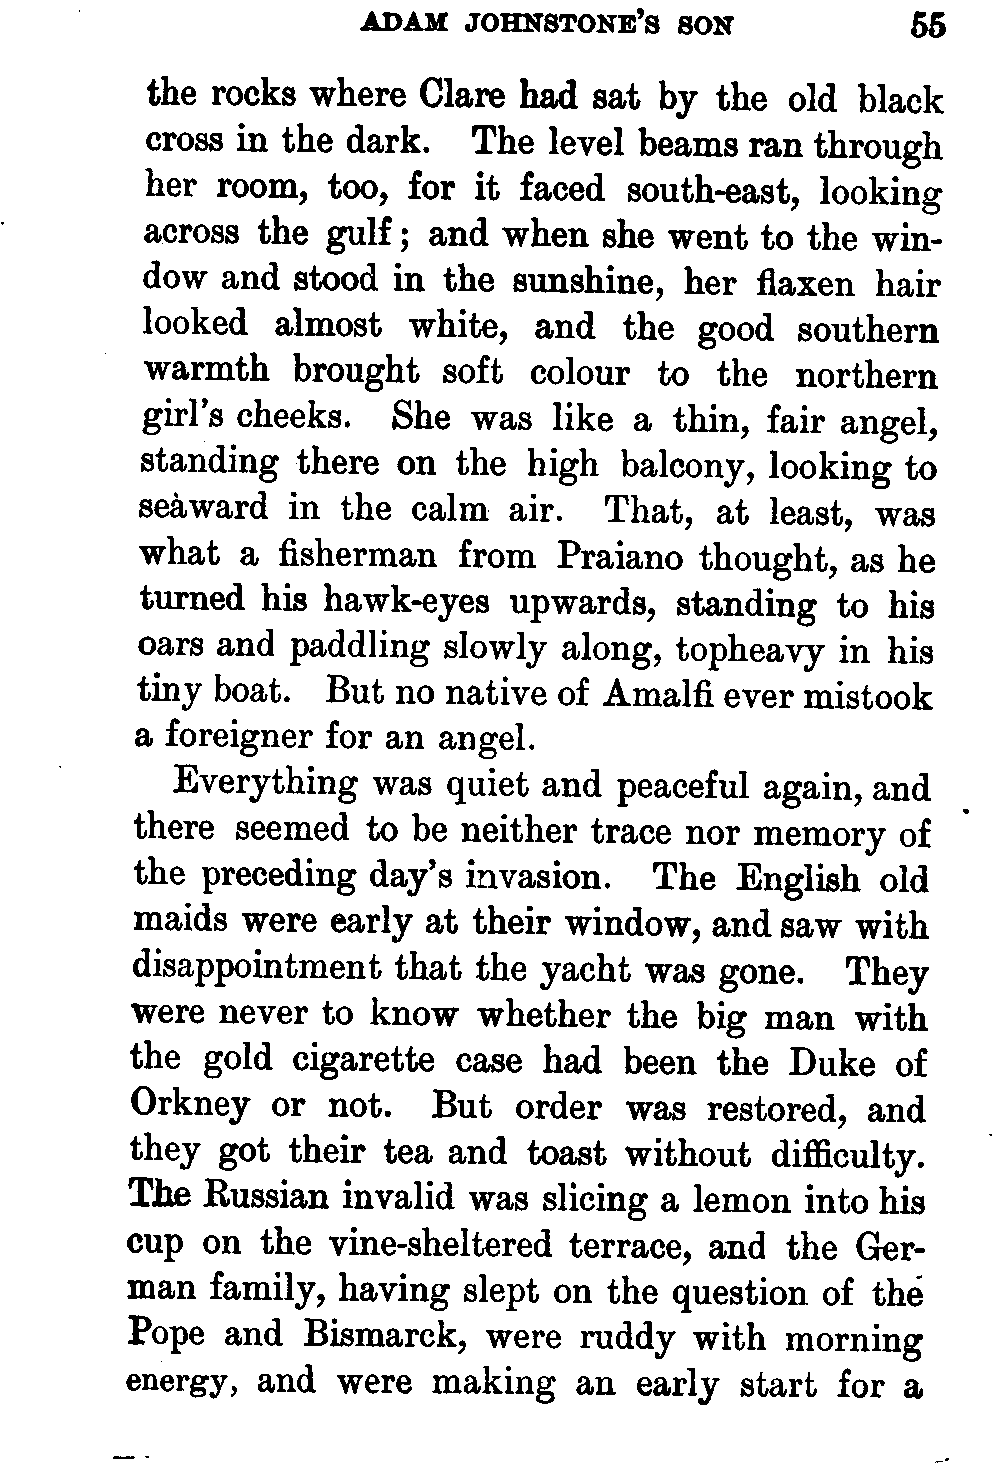 ADAM JOHNSTONE'S SON 55
the rocks where Clare had sat by the old black
cross in the dark. The level beams ran through
her room, too, for it faced south-east, looking
across the gulf; and when she went to the win-
dow and stood in the sunshine, her flaxen hair
looked almost white, and the good southern
warmth brought soft colour to the northern
girl's cheeks. She was like a thin, fair angel,
standing there on the high balcony, looking to
seaward in the calm air. That, at least, was
what a fisherman from Praiano thought, as he
turned his hawk-eyes upwards, standing to his
oars and paddling slowly along, topheavy in his
tiny boat. But no native of Amalfi ever mistook
a foreigner for an angel.
Everything was quiet and peaceful again, and
there seemed to be neither trace nor memory of
the preceding day's invasion. The English old
maids were early at their window, and saw with
disappointment that the yacht was gone. They
were never to know whether the big man with
the gold cigarette case had been the Duke of
Orkney or not. But order was restored, and
they got their tea and toast without difficulty.
The Russian invalid was slicing a lemon into his
cup on the vine-sheltered terrace, and the Ger-
man family, having slept on the question of the
Pope and Bismarck, were ruddy with morning
energy, and were making an early start for a